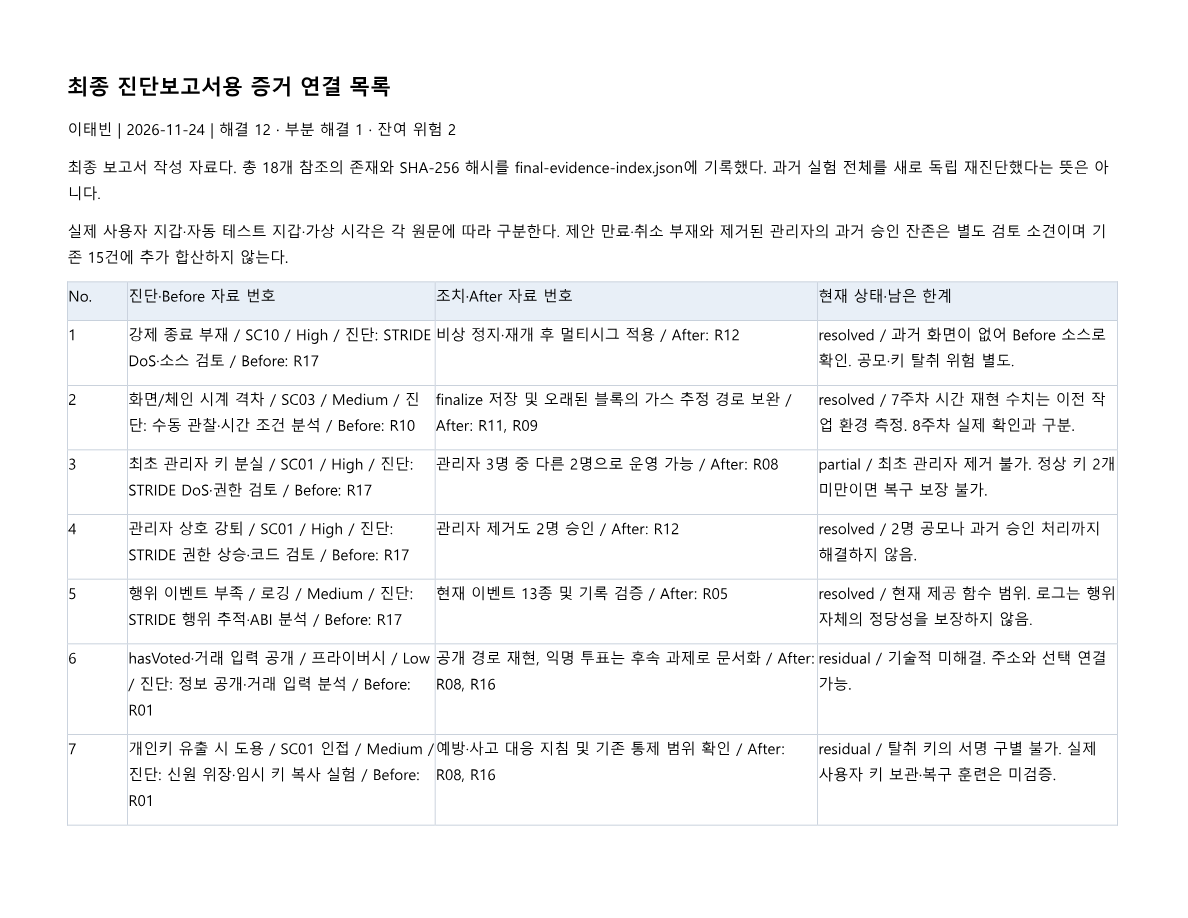 최종 진단보고서용 증거 연결 목록
이태빈 | 2026-11-24 | 해결 12 · 부분 해결 1 · 잔여 위험 2
최종 보고서 작성 자료다. 총 18개 참조의 존재와 SHA-256 해시를 final-evidence-index.json에 기록했다. 과거 실험 전체를 새로 독립 재진단했다는 뜻은 아
니다.
실제 사용자 지갑·자동 테스트 지갑·가상 시각은 각 원문에 따라 구분한다. 제안 만료·취소 부재와 제거된 관리자의 과거 승인 잔존은 별도 검토 소견이며 기
존 15건에 추가 합산하지 않는다.
No. 진단·Before 자료 번호 조치·After 자료 번호 현재 상태·남은 한계
1 강제 종료 부재 / SC10 / High / 진단: STRIDE 비상 정지·재개 후 멀티시그 적용 / After: R12 resolved / 과거 화면이 없어 Before 소스로
DoS·소스 검토 / Before: R17 확인. 공모·키 탈취 위험 별도.
2 화면/체인 시계 격차 / SC03 / Medium / 진 finalize 저장 및 오래된 블록의 가스 추정 경로 보완 / resolved / 7주차 시간 재현 수치는 이전 작
단: 수동 관찰·시간 조건 분석 / Before: R10 After: R11, R09 업 환경 측정. 8주차 실제 확인과 구분.
3 최초 관리자 키 분실 / SC01 / High / 진단: 관리자 3명 중 다른 2명으로 운영 가능 / After: R08 partial / 최초 관리자 제거 불가. 정상 키 2개
STRIDE DoS·권한 검토 / Before: R17 미만이면 복구 보장 불가.
4 관리자 상호 강퇴 / SC01 / High / 진단: 관리자 제거도 2명 승인 / After: R12 resolved / 2명 공모나 과거 승인 처리까지
STRIDE 권한 상승·코드 검토 / Before: R17 해결하지 않음.
5 행위 이벤트 부족 / 로깅 / Medium / 진단: 현재 이벤트 13종 및 기록 검증 / After: R05 resolved / 현재 제공 함수 범위. 로그는 행위
STRIDE 행위 추적·ABI 분석 / Before: R17 자체의 정당성을 보장하지 않음.
6 hasVoted·거래 입력 공개 / 프라이버시 / Low 공개 경로 재현, 익명 투표는 후속 과제로 문서화 / After: residual / 기술적 미해결. 주소와 선택 연결
/ 진단: 정보 공개·거래 입력 분석 / Before: R08, R16 가능.
R01
7 개인키 유출 시 도용 / SC01 인접 / Medium / 예방·사고 대응 지침 및 기존 통제 범위 확인 / After: residual / 탈취 키의 서명 구별 불가. 실제
진단: 신원 위장·임시 키 복사 실험 / Before: R08, R16 사용자 키 보관·복구 훈련은 미검증.
R01